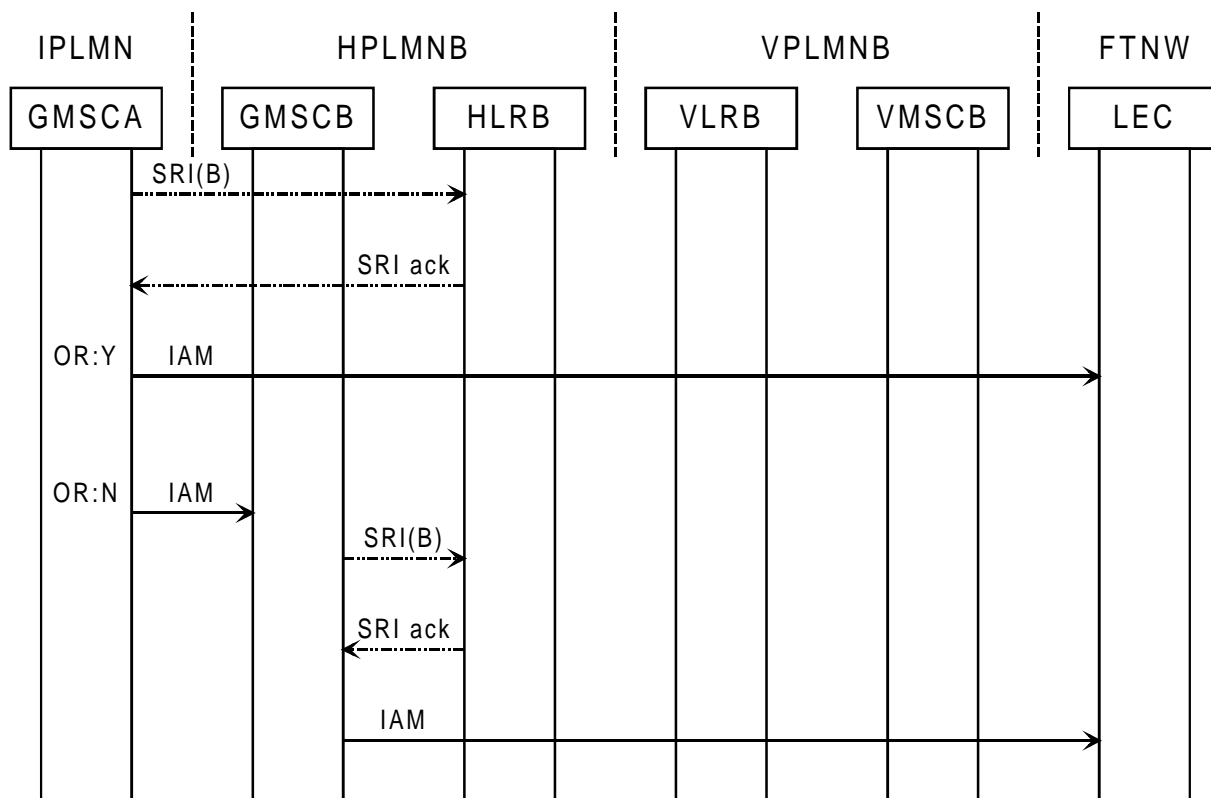 IPLMN HPLMNB VPLMNB FTNW
GMSCA GMSCB HLRB VLRB VMSCB LEC
SRI(B)
SRI ack
OR:Y IAM
OR:N IAM
SRI(B)
SRI ack
IAM